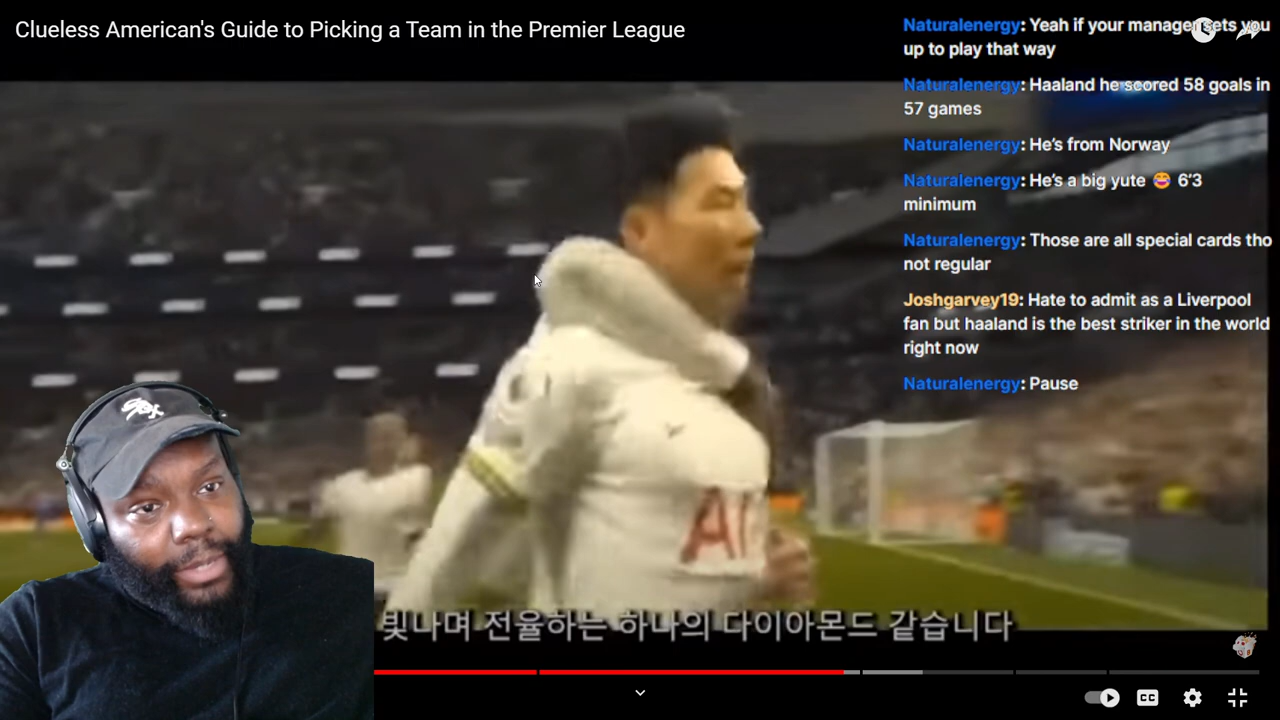 Clueless American's Guide to Picking a Team in the Premier League
Naturalenergy: Yeah if your manager sets you
up to play that way
Naturalenergy: Haaland he scored 58 goals in
57 games
Naturalenergy: He's from Norway
Naturalenergy: He's a big yute 😂 6'3
minimum
Naturalenergy: Those are all special cards tho
not regular
Joshgarvey19: Hate to admit as a Liverpool
fan but haaland is the best striker in the world
right now
Naturalenergy: Pause
Sox
AI
빛나며 전율하는 하나의 다이아몬드 같습니다
CC